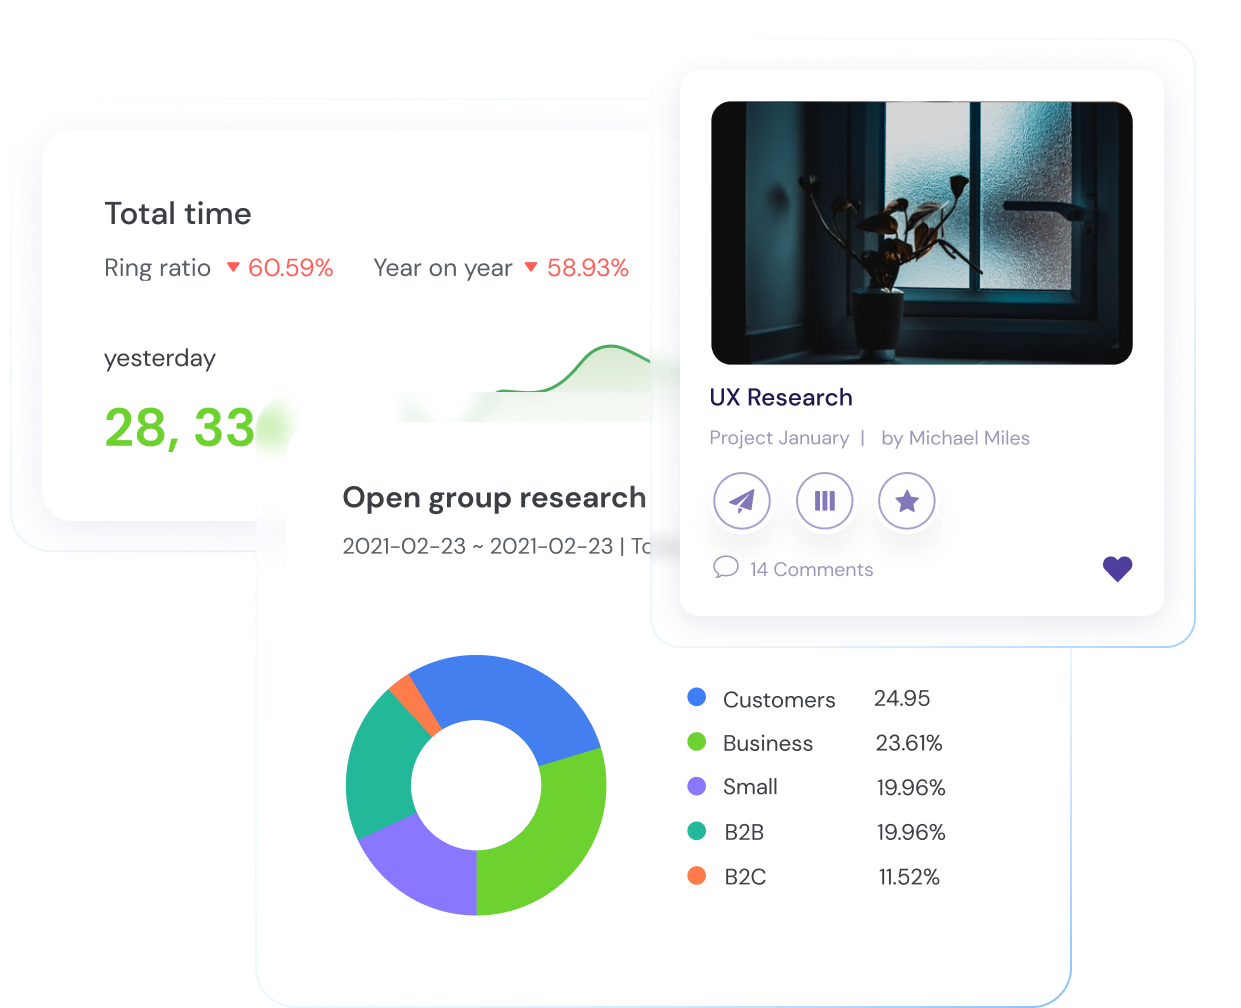 Total time
Ring ratio 60.59% Year on year 58.93%
yesterday
28, 33
Open group research
2021-02-23 ~ 2021-02-23 |
UX Research
Project January | by Michael Miles
14 Comments
Customers 24.95
Business 23.61%
Small 19.96%
B2B 19.96%
B2C 11.52%